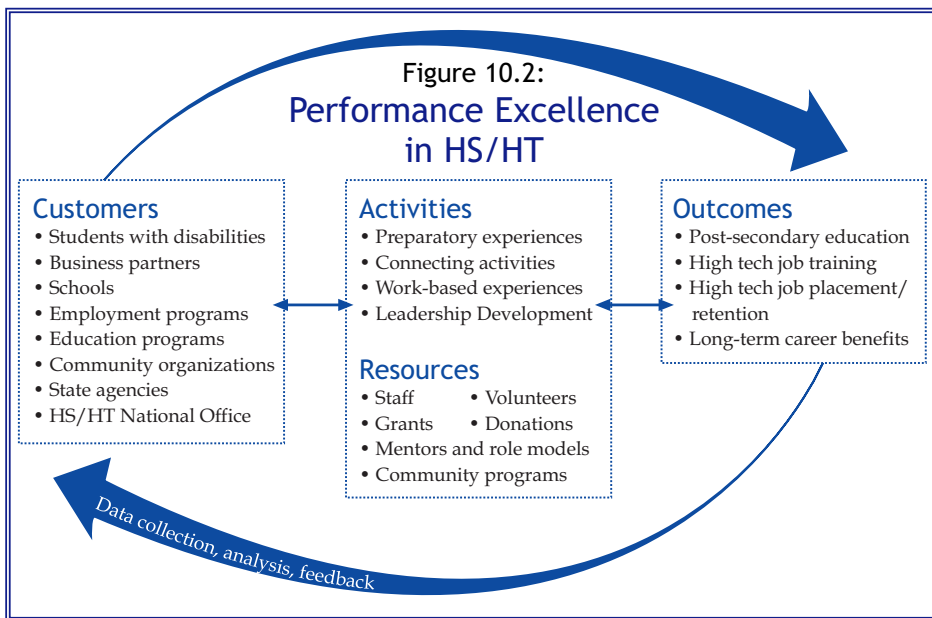 Figure 10.2:
Performance Excellence
in HS/HT
Customers
• Students with disabilities
• Business partners
• Schools
• Employment programs
• Education programs
• Community organizations
• State agencies
• HS/HT National Office
Activities
• Preparatory experiences
• Connecting activities
• Work-based experiences
• Leadership Development
Resources
• Staff • Volunteers
• Grants • Donations
• Mentors and role models
• Community programs
Outcomes
• Post-secondary education
• High tech job training
• High tech job placement/
retention
• Long-term career benefits
Data collection, analysis, feedback